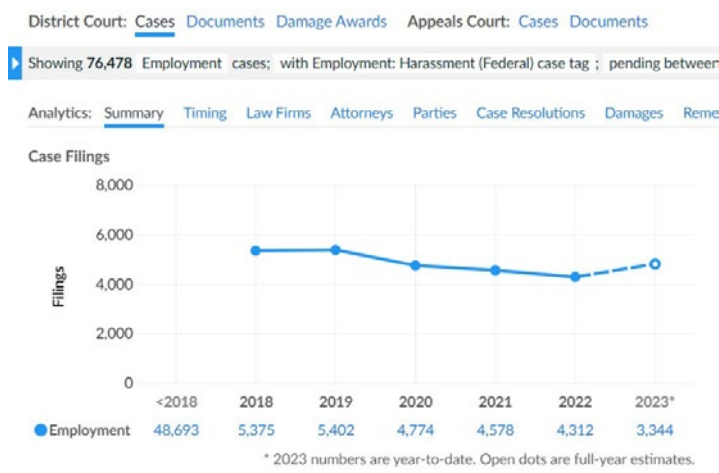 District Court: Cases Documents Damage Awards Appeals Court: Cases Documents
Showing 76,478 Employment cases; with Employment: Harassment (Federal) case tag ; pending between
Analytics: Summary Timing Law Firms Attorneys Parties Case Resolutions Damages
Case Filings
8,000
6,000
4,000
2,000
0
Filings
<2018 2018 2019 2020 2021 2022 2023*
Employment 48,693 5,375 5,402 4,774 4,578 4,312 3,344
* 2023 numbers are year-to-date. Open dots are full-year estimates.